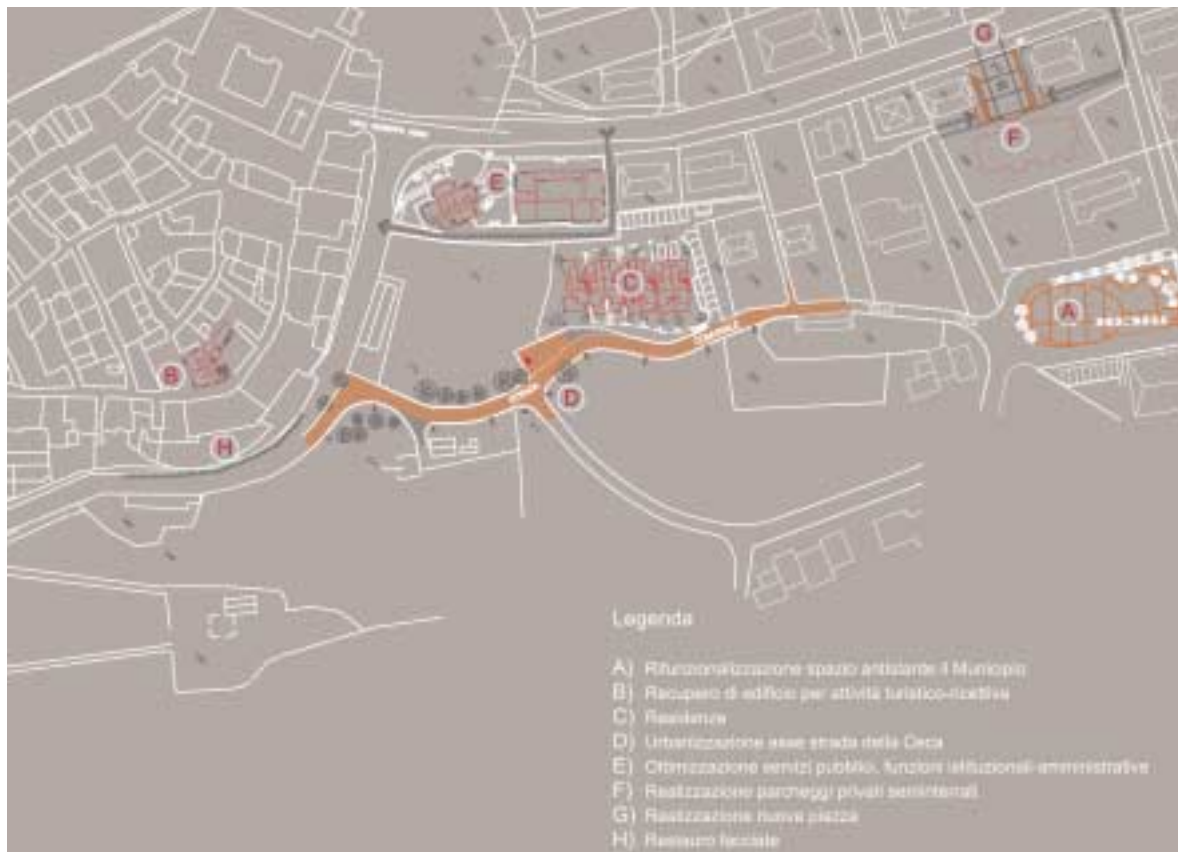 G
F
E
C
A
B
D
H
Legenda
A) Rifunzionalizzazione spazio antistante il Municipio
B) Recupero di edificio per attività turistico-ricettiva
C) Residenze
D) Urbanizzazione asse strada della Ceca
E) Ottimizzazione servizi pubblici, funzioni istituzionali-amministrative
F) Realizzazione parcheggi privati seminterrati
G) Realizzazione nuova piazza
H) Restauro facciate